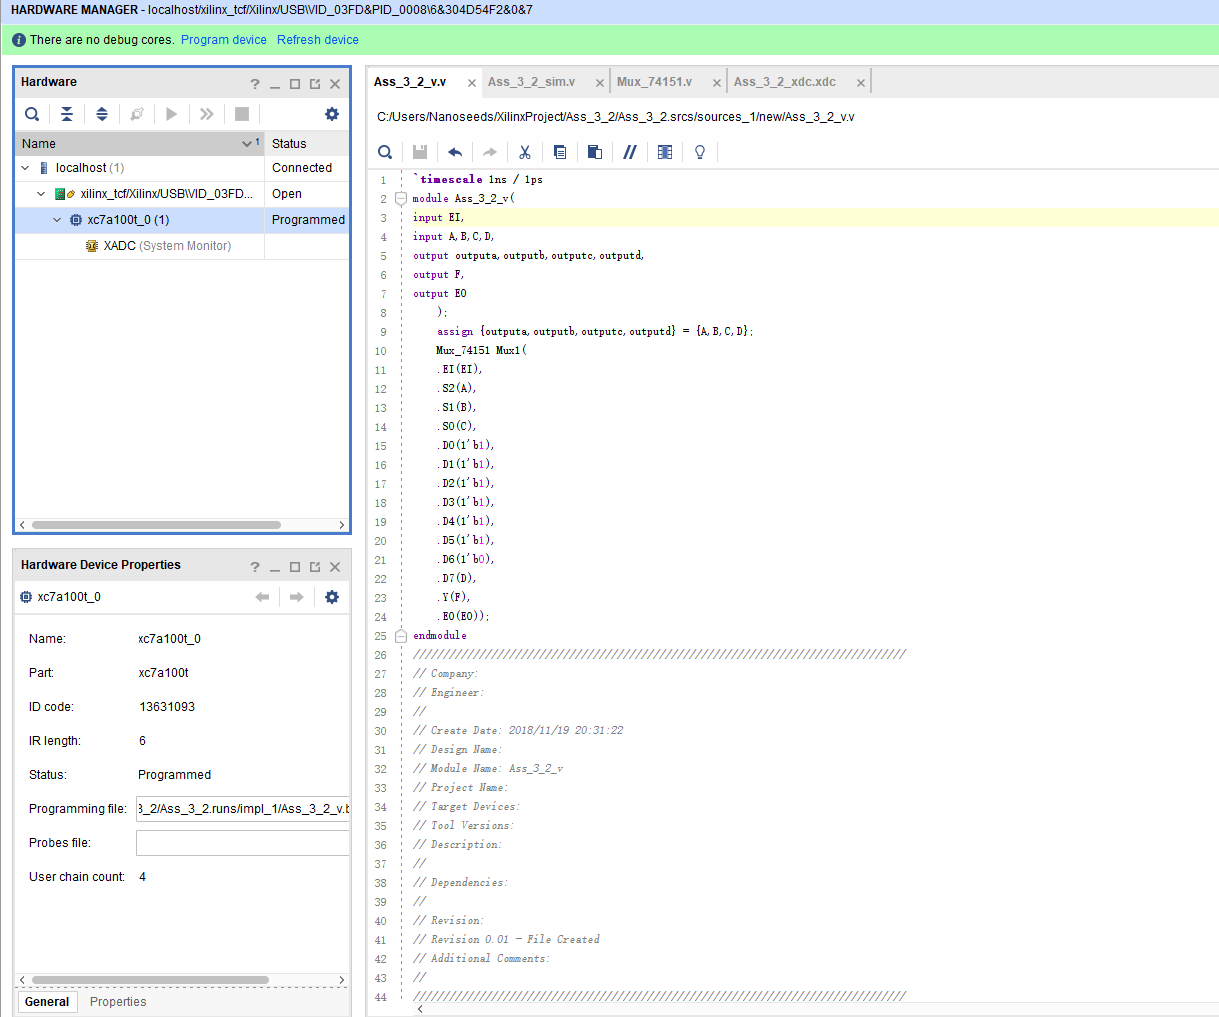 HARDWARE MANAGER - localhost/xilinx_tcf/Xilinx/USB\VID_03FD&PID_0008\6&304D54F2&0&7
There are no debug cores. Program device Refresh device
Hardware
Name 1 Status
localhost (1) Connected
xilinx_tcf/Xilinx/USB\VID_03FD... Open
xc7a100t_0 (1) Programmed
XADC (System Monitor)
Hardware Device Properties
xc7a100t_0
Name: xc7a100t_0
Part: xc7a100t
ID code: 13631093
IR length: 6
Status: Programmed
Programming file: 3_2/Ass_3_2.runs/impl_1/Ass_3_2_v.b
Probes file:
User chain count: 4
General Properties
Ass_3_2_v.v Ass_3_2_sim.v Mux_74151.v Ass_3_2_xdc.xdc
C:/Users/Nanoseeds/XilinxProject/Ass_3_2/Ass_3_2.srcs/sources_1/new/Ass_3_2_v.v
1 `timescale 1ns / 1ps
2 module Ass_3_2_v(
3 input EI,
4 input A,B,C,D,
5 output outputa,outputb,outputc,outputd,
6 output F,
7 output EO
8 );
9 assign {outputa,outputb,outputc,outputd} = {A,B,C,D};
10 Mux_74151 Mux1(
11 .EI(EI),
12 .S2(A),
13 .S1(B),
14 .S0(C),
15 .D0(1'b1),
16 .D1(1'b1),
17 .D2(1'b1),
18 .D3(1'b1),
19 .D4(1'b1),
20 .D5(1'b1),
21 .D6(1'b0),
22 .D7(D),
23 .Y(F),
24 .EO(EO));
25 endmodule
26 //////////////////////////////////////////////////////////////////////////////////
27 // Company:
28 // Engineer:
29 //
30 // Create Date: 2018/11/19 20:31:22
31 // Design Name:
32 // Module Name: Ass_3_2_v
33 // Project Name:
34 // Target Devices:
35 // Tool Versions:
36 // Description:
37 //
38 // Dependencies:
39 //
40 // Revision:
41 // Revision 0.01 - File Created
42 // Additional Comments:
43 //
44 //////////////////////////////////////////////////////////////////////////////////